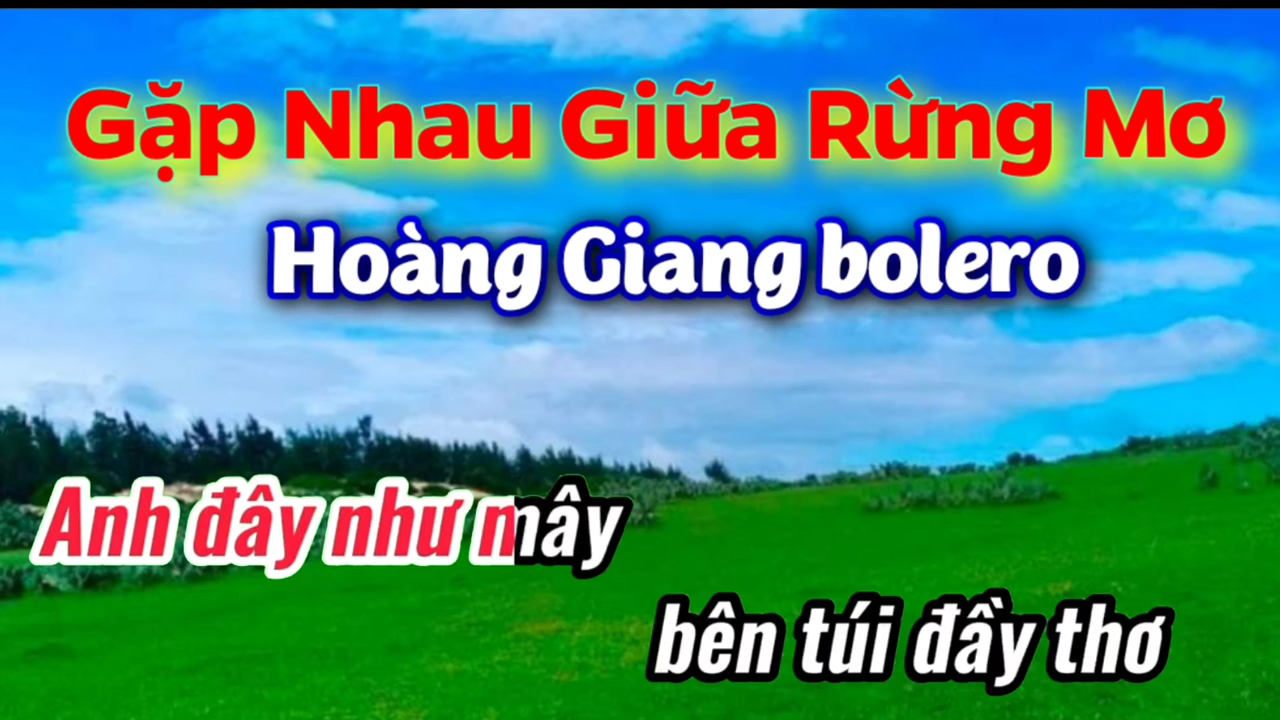 Gặp Nhau Giữa Rừng Mơ
Hoàng Giang bolero
Anh đây như mây
bên túi đầy thơ